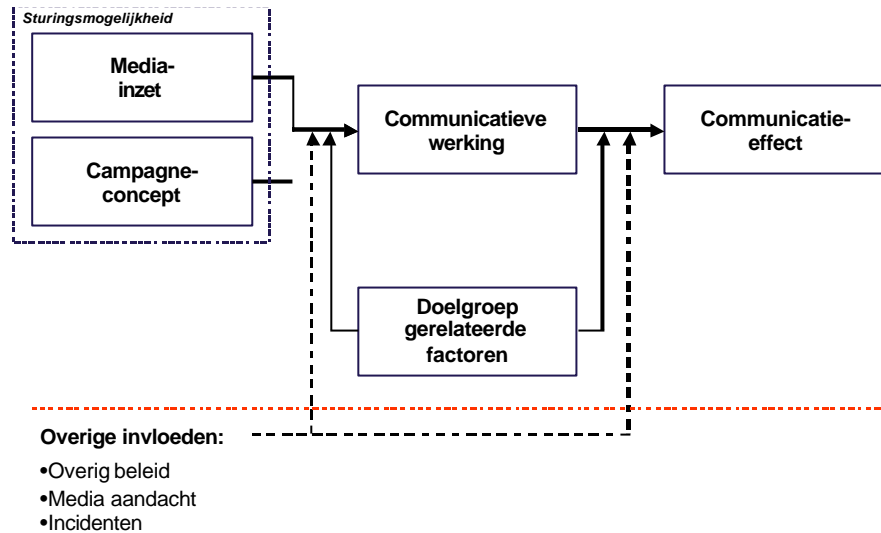 Sturingsmogelijkheid
Media-
inzet
Campagne-
concept
Communicatieve
werking
Communicatie-
effect
Doelgroep
gerelateerde
factoren
Overige invloeden:
•Overig beleid
•Media aandacht
•Incidenten